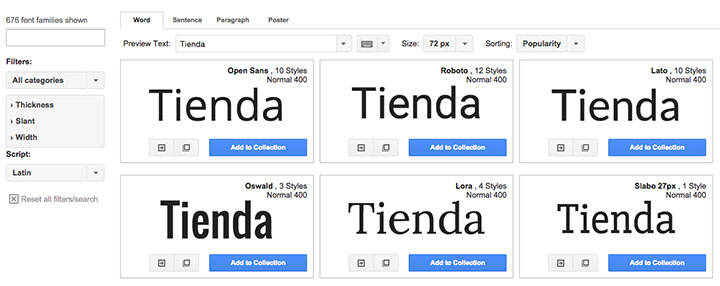 676 font families shown
Word Sentence Paragraph Poster
Preview Text: Tienda Size: 72 px Sorting: Popularity
Filters:
All categories
Thickness
Slant
Width
Script:
Latin
Reset all filters/search
Open Sans , 10 Styles
Normal 400
Tienda
Add to Collection
Roboto , 12 Styles
Normal 400
Tienda
Add to Collection
Lato , 10 Styles
Normal 400
Tienda
Add to Collection
Oswald , 3 Styles
Normal 400
Tienda
Add to Collection
Lora , 4 Styles
Normal 400
Tienda
Add to Collection
Slabo 27px , 1 Style
Normal 400
Tienda
Add to Collection